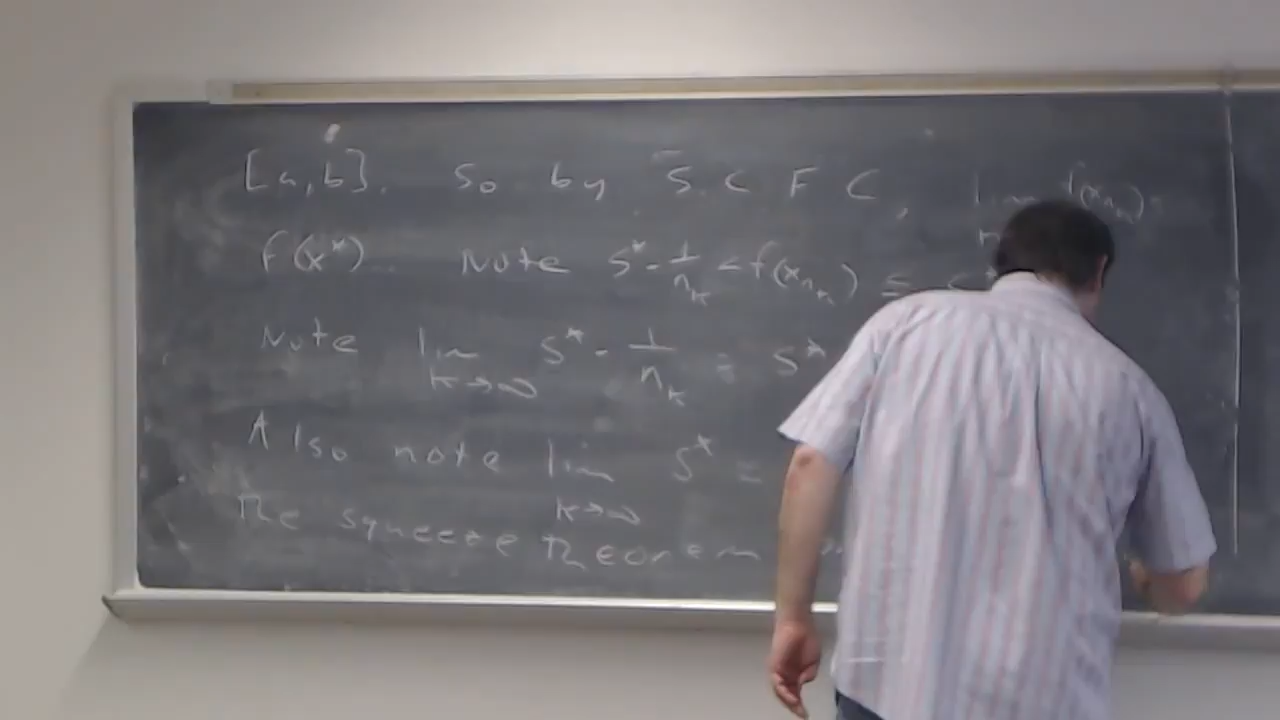 [a,b]. So by S.C F C, lim f(x_{n_k}) =
f(x*). Note S* - 1/n_k < f(x_{n_k}) ≤
Note lim_{k→∞} S* - 1/n_k = S*
Also note lim_{k→∞} S* =
The squeeze theorem